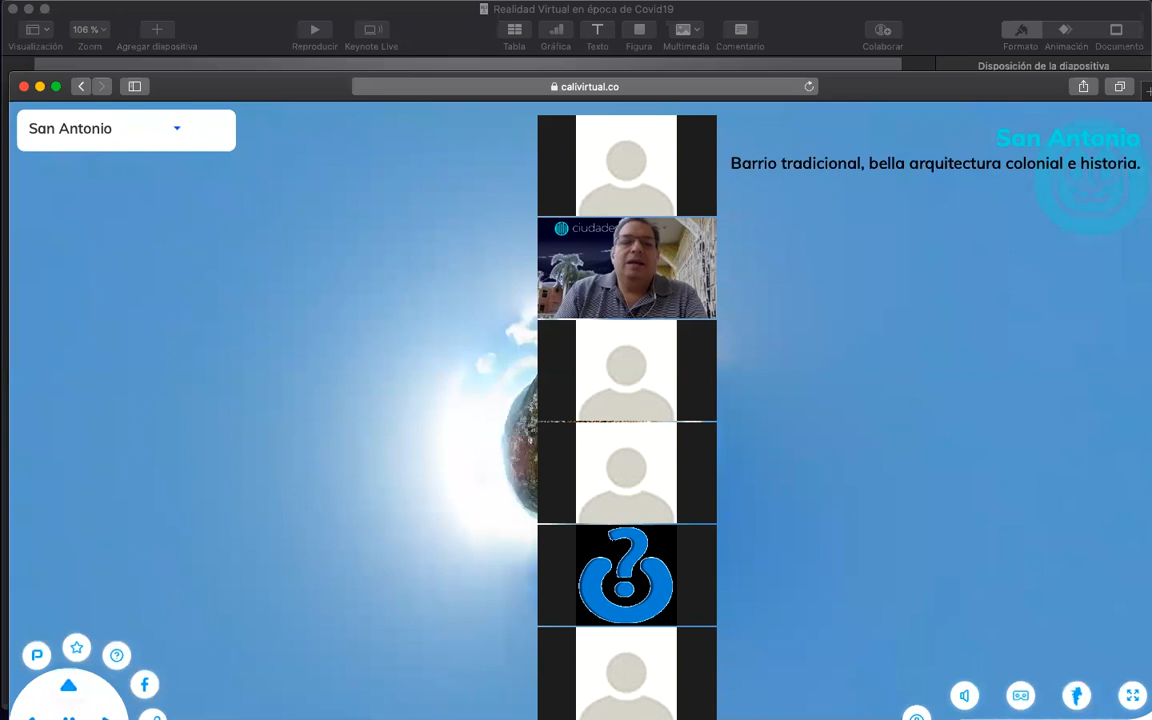 Realidad Virtual en época de Covid19
106 %
Visualización Zoom Agregar diapositiva Reproducir Keynote Live Tabla Gráfica Texto Figura Multimedia Comentario Colaborar Formato Animación Documento
Disposición de la diapositiva
calivirtual.co
San Antonio
San Antonio
Barrio tradicional, bella arquitectura colonial e historia.